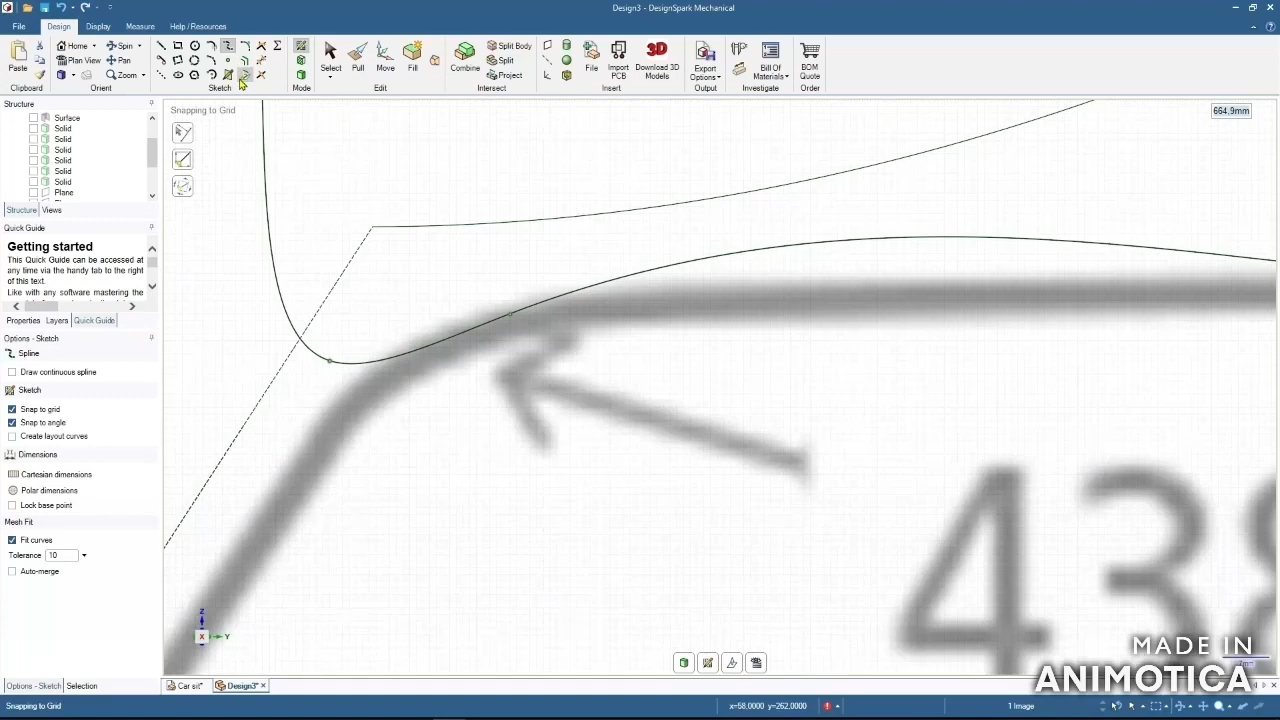 Design3 - DesignSpark Mechanical
File Design Display Measure Help / Resources
Paste
Home Spin
Plan View Pan
Zoom
Select Pull Move Fill
Combine
Split Body
Split
Project
File Import PCB Download 3D Models
Export Options
Bill Of Materials
BOM Quote
Clipboard Orient Sketch Mode Edit Intersect Insert Output Investigate Order
Structure
Surface
Solid
Solid
Solid
Solid
Solid
Solid
Plane
Structure Views
Quick Guide
Getting started
This Quick Guide can be accessed at
any time via the handy tab to the right
of this text.
Like with any software mastering the
Properties Layers Quick Guide
Options - Sketch
Spline
Draw continuous spline
Sketch
Snap to grid
Snap to angle
Create layout curves
Dimensions
Cartesian dimensions
Polar dimensions
Lock base point
Mesh Fit
Fit curves
Tolerance 10
Auto-merge
Options - Sketch Selection
Snapping to Grid
664.9mm
438
Z
X Y
MADE IN
ANIMOTICA
Car sit* Design3*
Snapping to Grid
x=58.0000 y=262.0000
1 Image